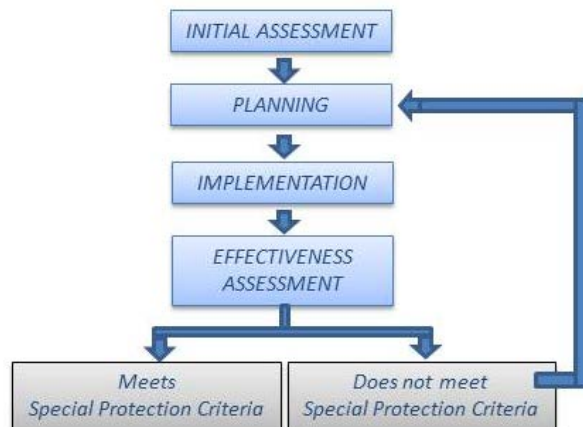 INITIAL ASSESSMENT
PLANNING
IMPLEMENTATION
EFFECTIVENESS
ASSESSMENT
Meets
Special Protection Criteria
Does not meet
Special Protection Criteria